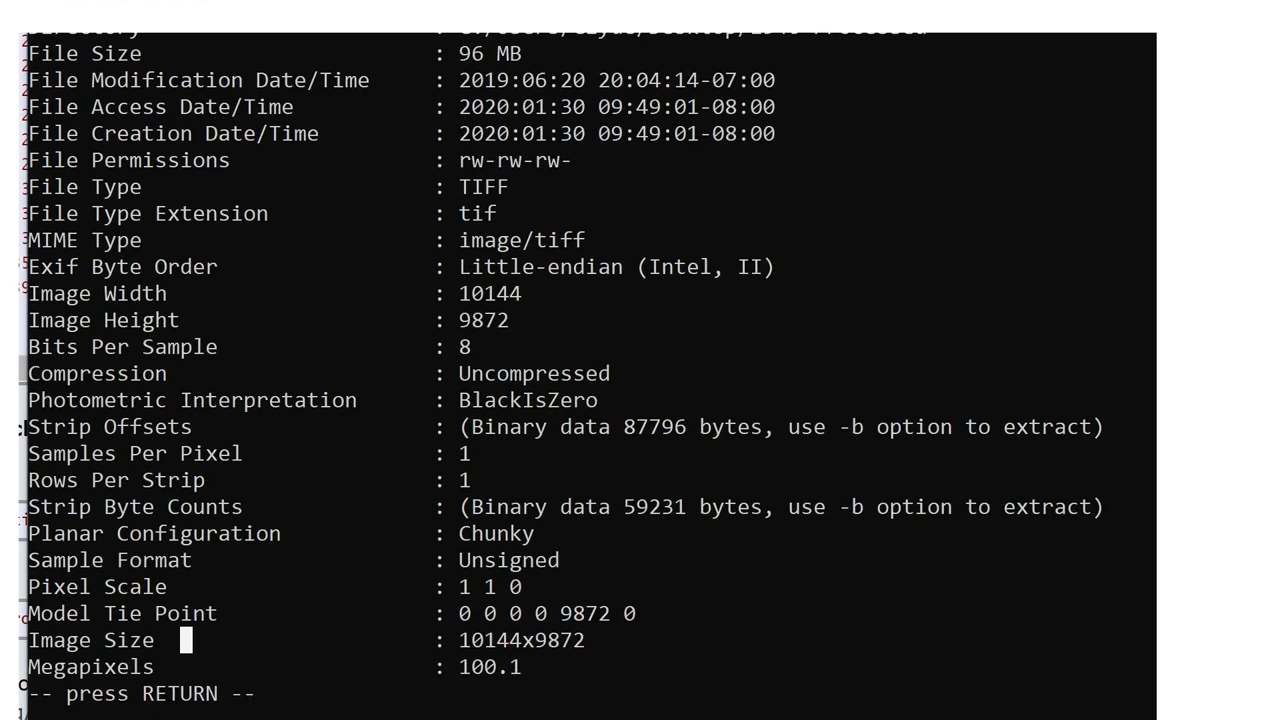 File Size : 96 MB
File Modification Date/Time : 2019:06:20 20:04:14-07:00
File Access Date/Time : 2020:01:30 09:49:01-08:00
File Creation Date/Time : 2020:01:30 09:49:01-08:00
File Permissions : rw-rw-rw-
File Type : TIFF
File Type Extension : tif
MIME Type : image/tiff
Exif Byte Order : Little-endian (Intel, II)
Image Width : 10144
Image Height : 9872
Bits Per Sample : 8
Compression : Uncompressed
Photometric Interpretation : BlackIsZero
Strip Offsets : (Binary data 87796 bytes, use -b option to extract)
Samples Per Pixel : 1
Rows Per Strip : 1
Strip Byte Counts : (Binary data 59231 bytes, use -b option to extract)
Planar Configuration : Chunky
Sample Format : Unsigned
Pixel Scale : 1 1 0
Model Tie Point : 0 0 0 0 9872 0
Image Size : 10144x9872
Megapixels : 100.1
-- press RETURN --